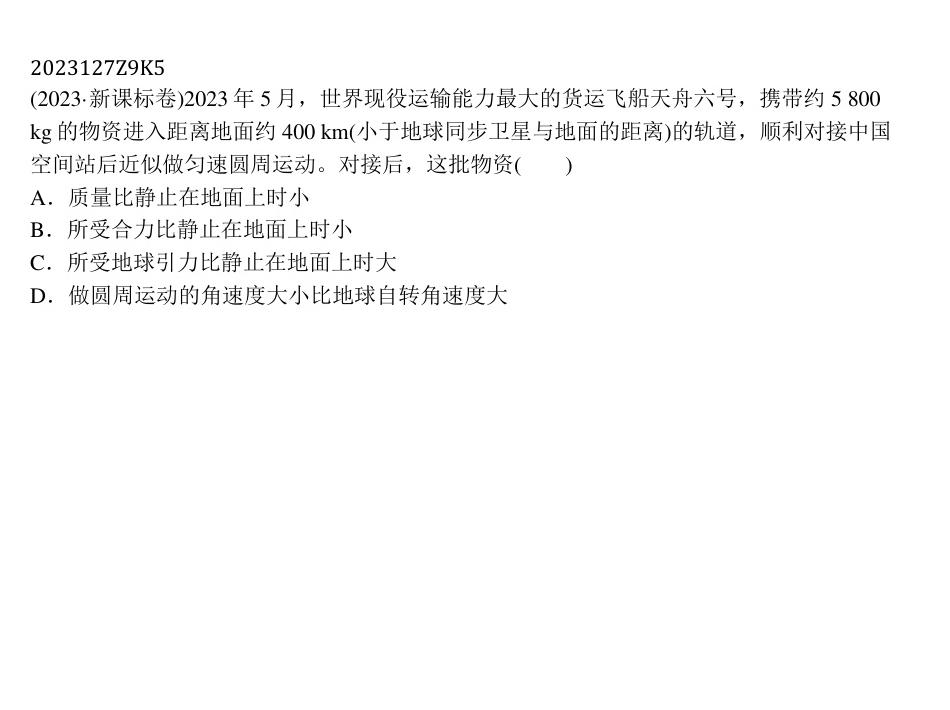 2023127Z9K5
(2023·新课标卷)2023 年 5 月，世界现役运输能力最大的货运飞船天舟六号，携带约 5 800
kg 的物资进入距离地面约 400 km(小于地球同步卫星与地面的距离)的轨道，顺利对接中国
空间站后近似做匀速圆周运动。对接后，这批物资(　　)
A．质量比静止在地面上时小
B．所受合力比静止在地面上时小
C．所受地球引力比静止在地面上时大
D．做圆周运动的角速度大小比地球自转角速度大